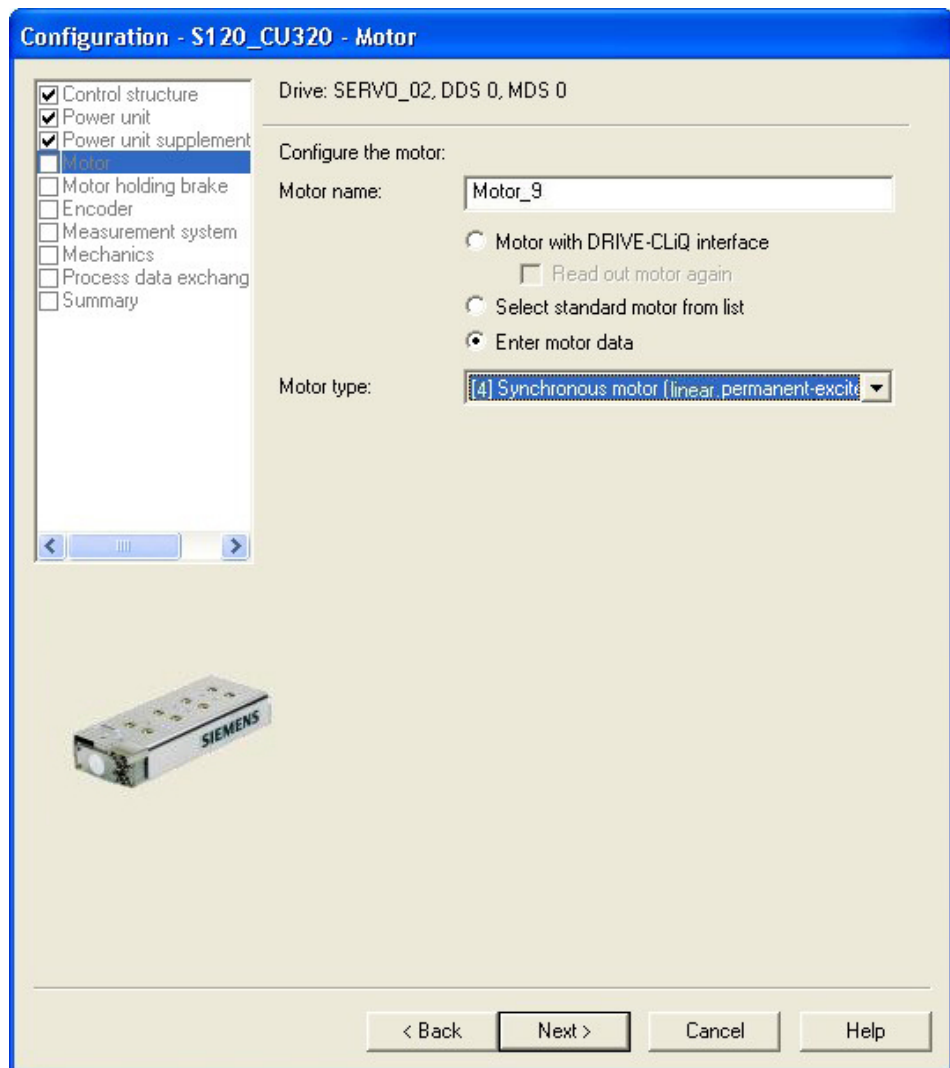 Configuration - S120_CU320 - Motor
Control structure
Power unit
Power unit supplement
Motor
Motor holding brake
Encoder
Measurement system
Mechanics
Process data exchang
Summary
Drive: SERVO_02, DDS 0, MDS 0
Configure the motor:
Motor name: Motor_9
Motor with DRIVE-CLiQ interface
Read out motor again
Select standard motor from list
Enter motor data
Motor type: [4] Synchronous motor (linear,permanent-excite
SIEMENS
< Back Next > Cancel Help